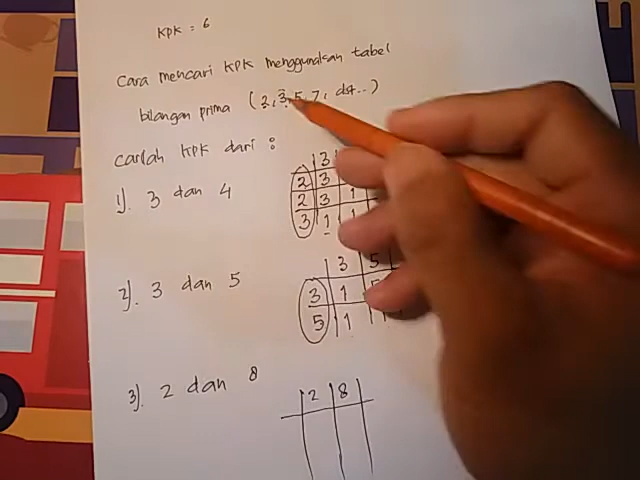 KPK = 6
Cara mencari KPK menggunakan tabel
bilangan prima (2, 3, 5, 7, dst..)
Carilah KPK dari :
1). 3 dan 4
3
2 3
2 3 1
3 1 1
2). 3 dan 5
3 5
3 1 5
5 1 1
3). 2 dan 8
2 8